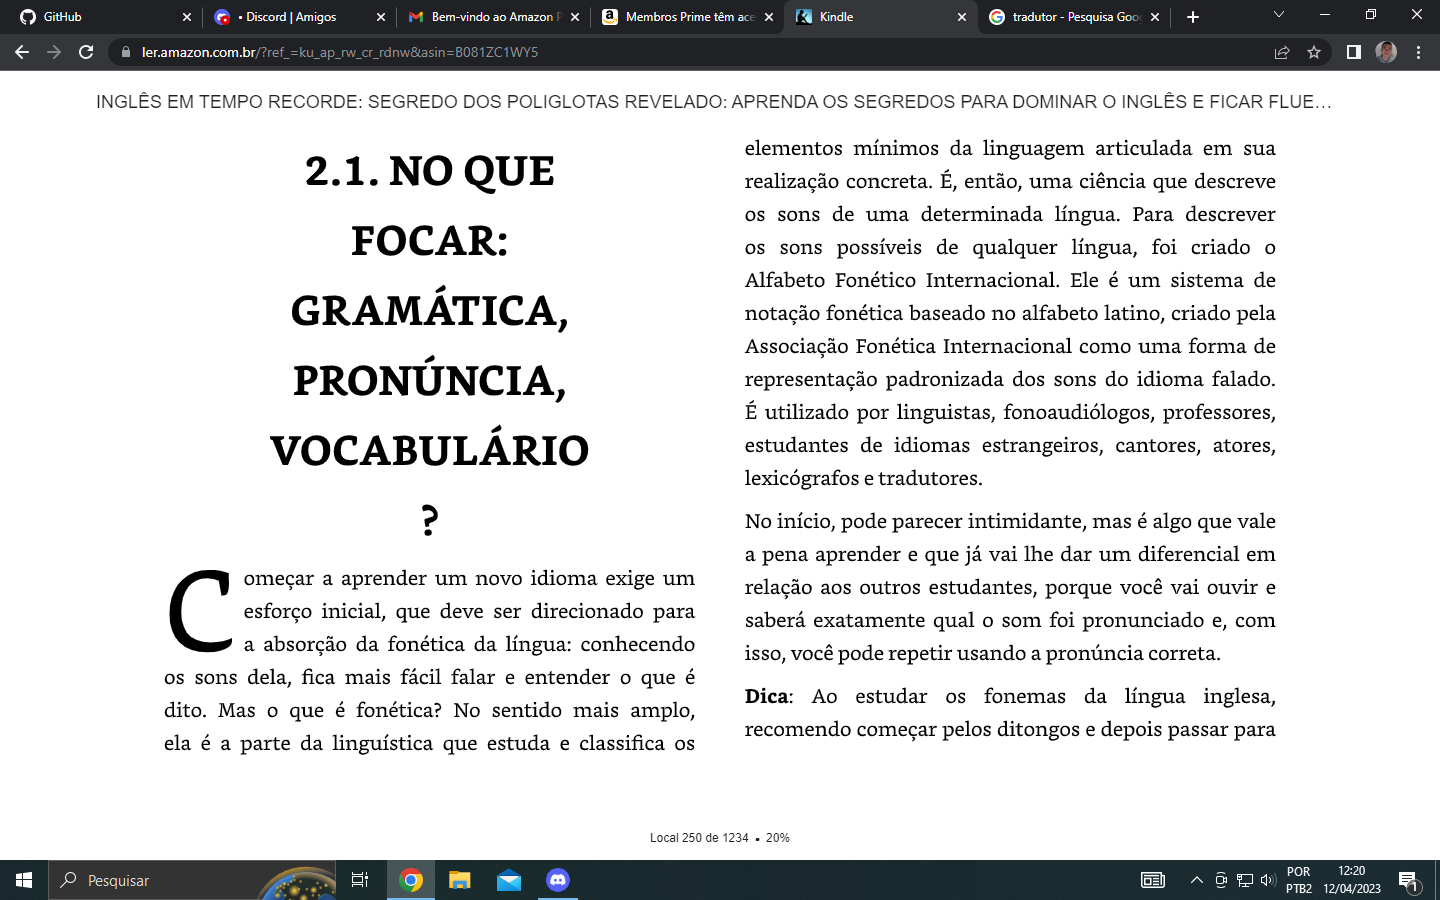 GitHub
• Discord | Amigos
Bem-vindo ao Amazon P
Membros Prime têm ace
Kindle
tradutor - Pesquisa Goo
ler.amazon.com.br/?ref_=ku_ap_rw_cr_rdnw&asin=B081ZC1WY5
INGLÊS EM TEMPO RECORDE: SEGREDO DOS POLIGLOTAS REVELADO: APRENDA OS SEGREDOS PARA DOMINAR O INGLÊS E FICAR FLUE…
2.1. NO QUE
FOCAR:
GRAMÁTICA,
PRONÚNCIA,
VOCABULÁRIO
?
Começar a aprender um novo idioma exige um
esforço inicial, que deve ser direcionado para
a absorção da fonética da língua: conhecendo
os sons dela, fica mais fácil falar e entender o que é
dito. Mas o que é fonética? No sentido mais amplo,
ela é a parte da linguística que estuda e classifica os
elementos mínimos da linguagem articulada em sua
realização concreta. É, então, uma ciência que descreve
os sons de uma determinada língua. Para descrever
os sons possíveis de qualquer língua, foi criado o
Alfabeto Fonético Internacional. Ele é um sistema de
notação fonética baseado no alfabeto latino, criado pela
Associação Fonética Internacional como uma forma de
representação padronizada dos sons do idioma falado.
É utilizado por linguistas, fonoaudiólogos, professores,
estudantes de idiomas estrangeiros, cantores, atores,
lexicógrafos e tradutores.
No início, pode parecer intimidante, mas é algo que vale
a pena aprender e que já vai lhe dar um diferencial em
relação aos outros estudantes, porque você vai ouvir e
saberá exatamente qual o som foi pronunciado e, com
isso, você pode repetir usando a pronúncia correta.
Dica: Ao estudar os fonemas da língua inglesa,
recomendo começar pelos ditongos e depois passar para
Local 250 de 1234 • 20%
Pesquisar
POR
PTB2
12:20
12/04/2023
1